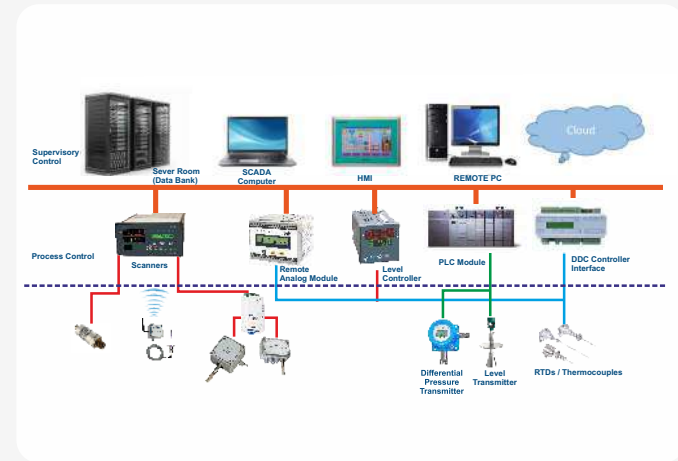 Cloud
Supervisory
Control
Sever Room
(Data Bank)
SCADA
Computer
HMI
REMOTE PC
Process Control
Scanners
Remote
Analog Module
Level
Controller
PLC Module
DDC Controller
Interface
Differential
Pressure
Transmitter
Level
Transmitter
RTDs / Thermocouples